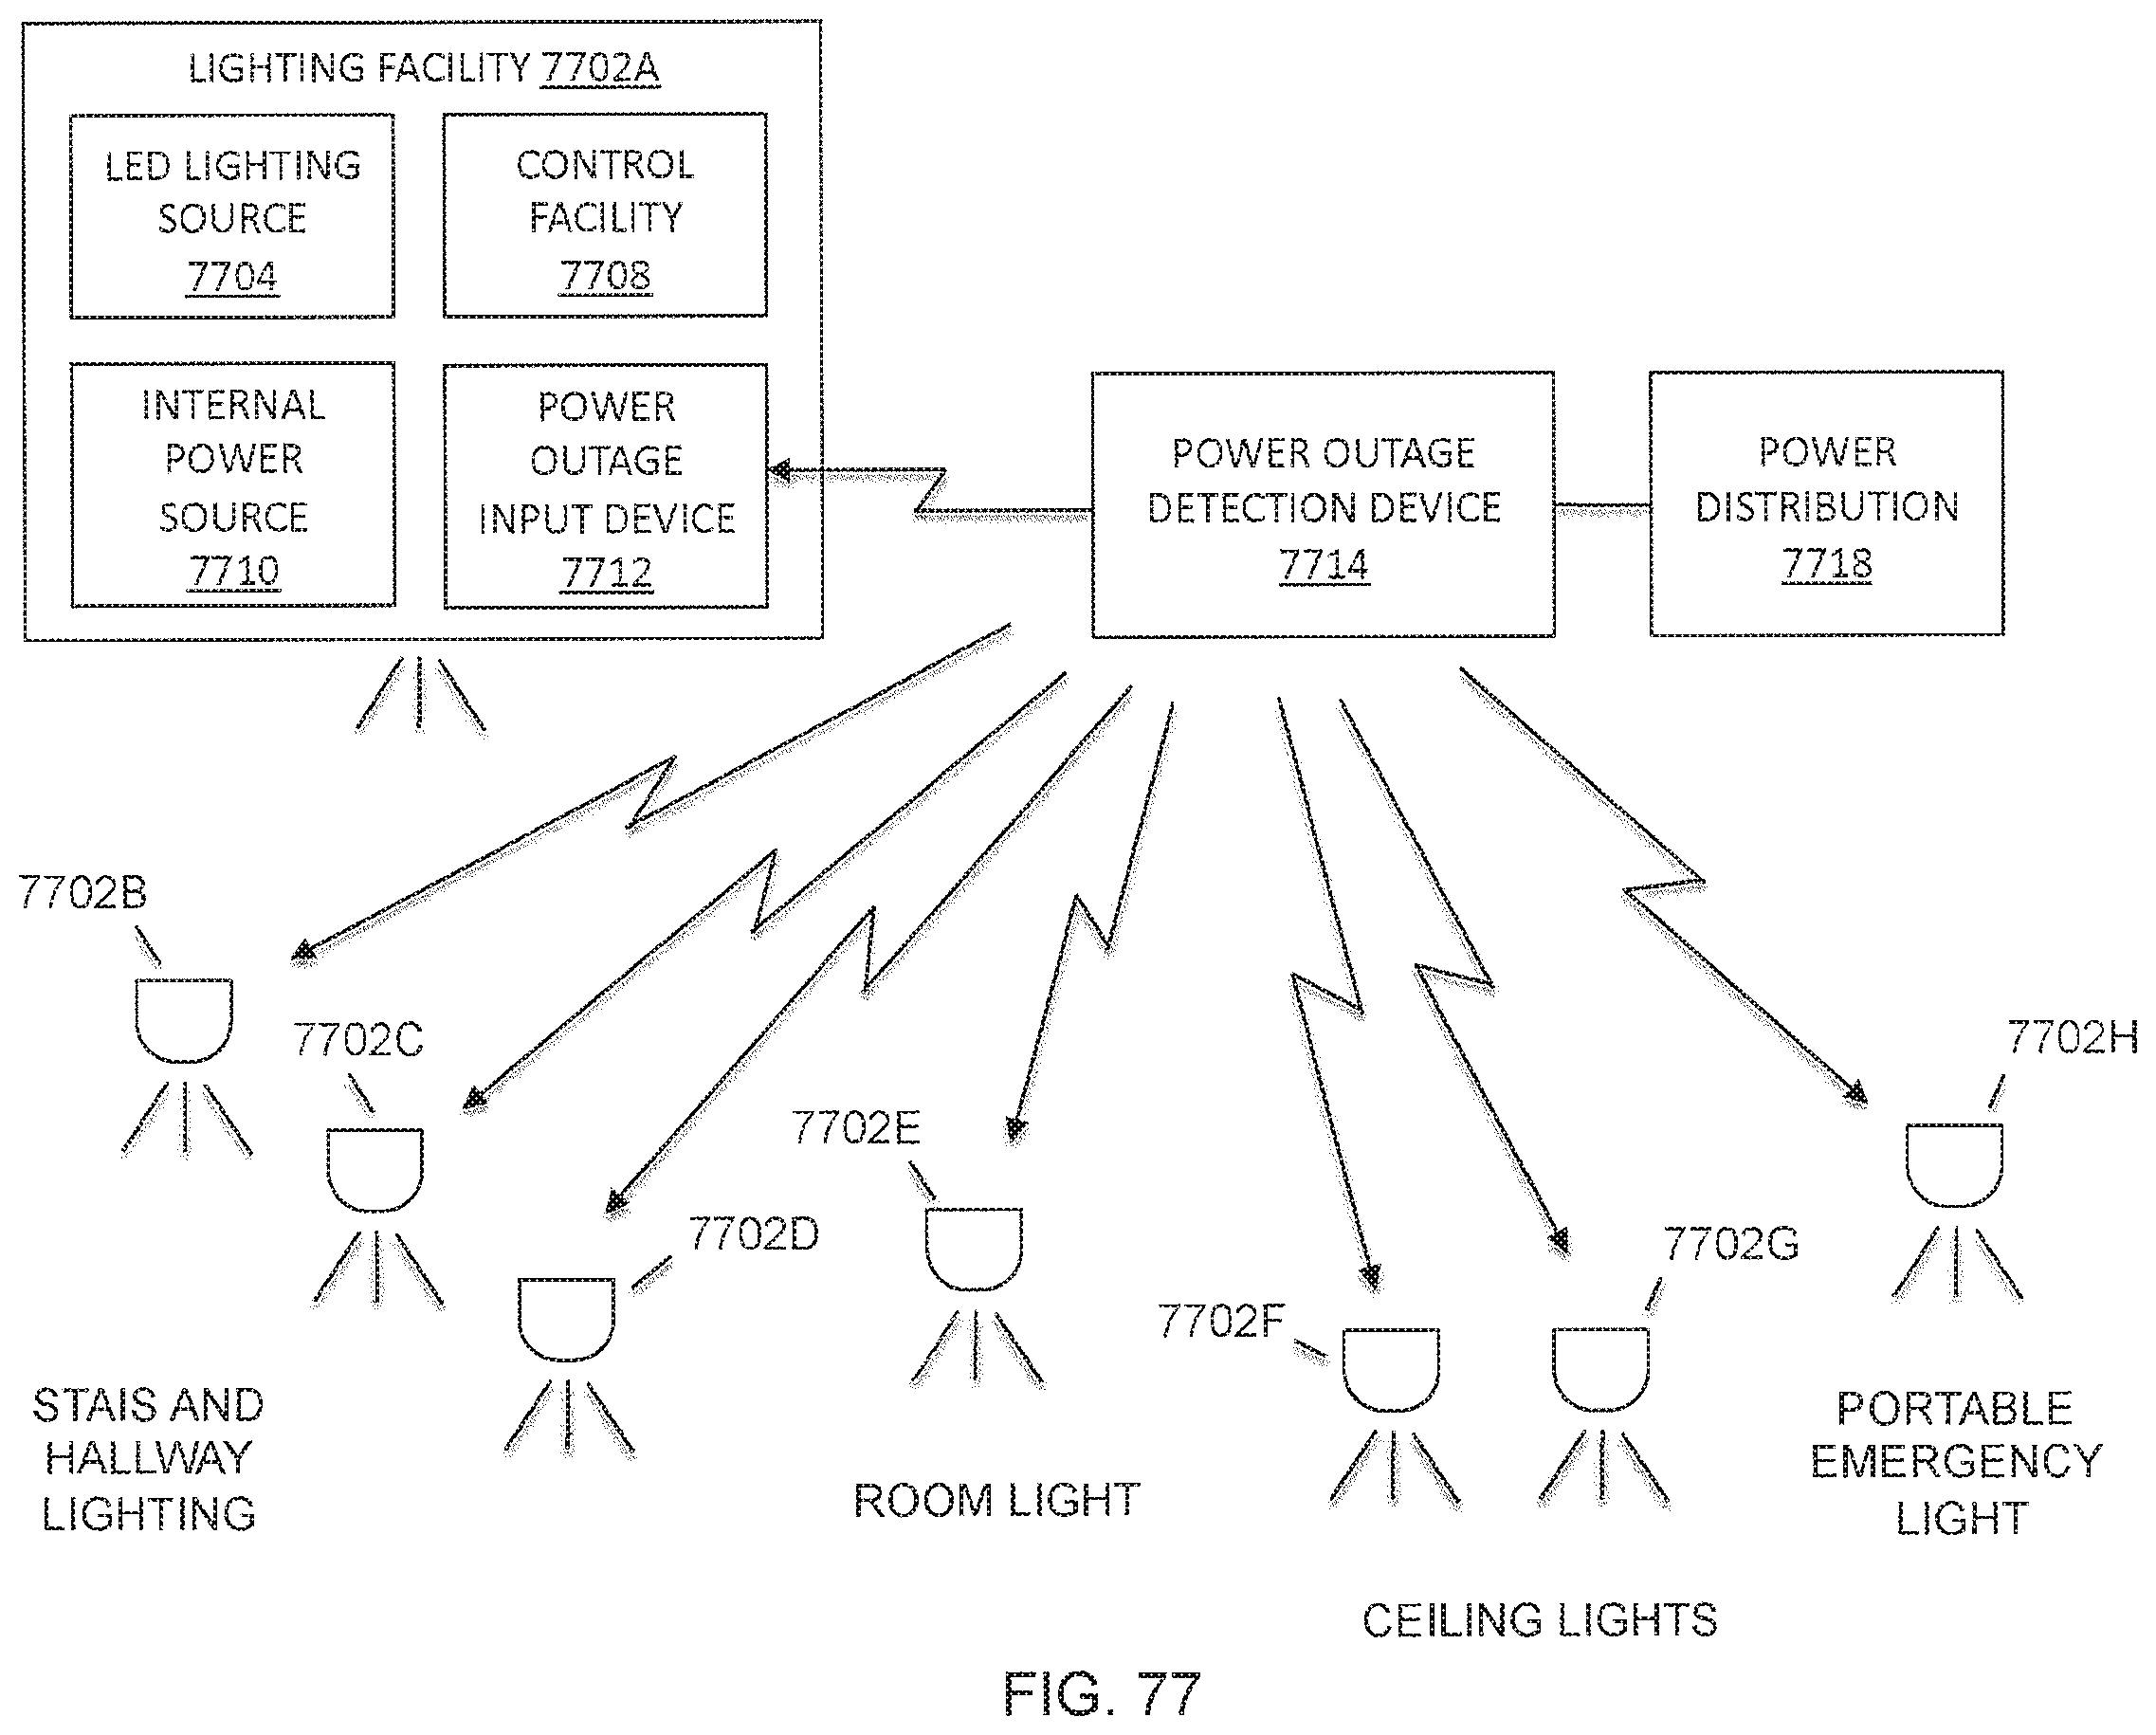 LIGHTING FACILITY 7702A
LED LIGHTING
SOURCE
7704
CONTROL
FACILITY
7708
INTERNAL
POWER
SOURCE
7710
POWER
OUTAGE
INPUT DEVICE
7712
POWER OUTAGE
DETECTION DEVICE
7714
POWER
DISTRIBUTION
7718
7702B
7702C
7702D
7702E
7702F
7702G
7702H
STAIS AND
HALLWAY
LIGHTING
ROOM LIGHT
CEILING LIGHTS
PORTABLE
EMERGENCY
LIGHT
FIG. 77